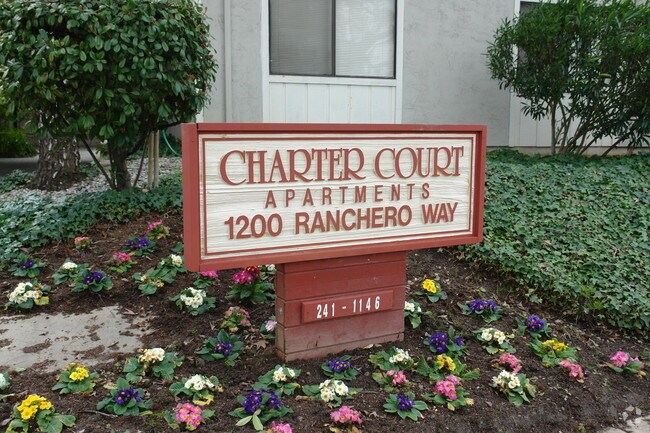 CHARTER COURT
APARTMENTS
1200 RANCHERO WAY
241-1146